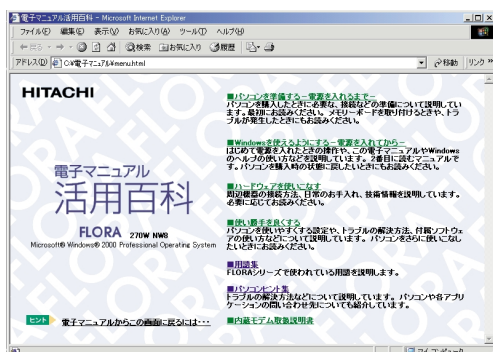 電子マニュアル活用百科 - Microsoft Internet Explorer
ファイル(F) 編集(E) 表示(V) お気に入り(A) ツール(T) ヘルプ(H)
戻る 検索 お気に入り 履歴
アドレス(D) C:¥電子マニュアル¥menu.html 移動 リンク »
HITACHI
電子マニュアル
活用百科
FLORA 270W NW8
Microsoft® Windows® 2000 Professional Operating System
ヒント 電子マニュアルからこの画面に戻るには・・・
■パソコンを準備する－電源を入れるまで－
パソコンを購入したときに必要な、接続などの準備について説明してい
ます。最初にお読みください。メモリーボードを取り付けるときや、トラ
ブルが発生したときにもお読みください。
■Windowsを使えるようにする－電源を入れてから－
はじめて電源を入れたときの操作や、この電子マニュアルやWindows
のヘルプの使い方などを説明しています。2番目に読むマニュアルで
す。パソコンを購入時の状態に戻したいときにもお読みください。
■ハードウェアを使いこなす
周辺機器の接続方法、日常のお手入れ、技術情報を説明しています。
必要に応じてお読みください。
■使い勝手を良くする
パソコンを使いやすくする設定や、トラブルの解決方法、付属ソフトウェ
アの使い方などについて説明しています。パソコンをさらに使いこなし
たいときにお読みください。
■用語集
FLORAシリーズで使われている用語を説明します。
■パソコンヒント集
トラブルの解決方法などについて説明しています。パソコンや各アプリ
ケーションの問い合わせ先についても紹介しています。
■内蔵モデム取扱説明書
マイ コンピュータ